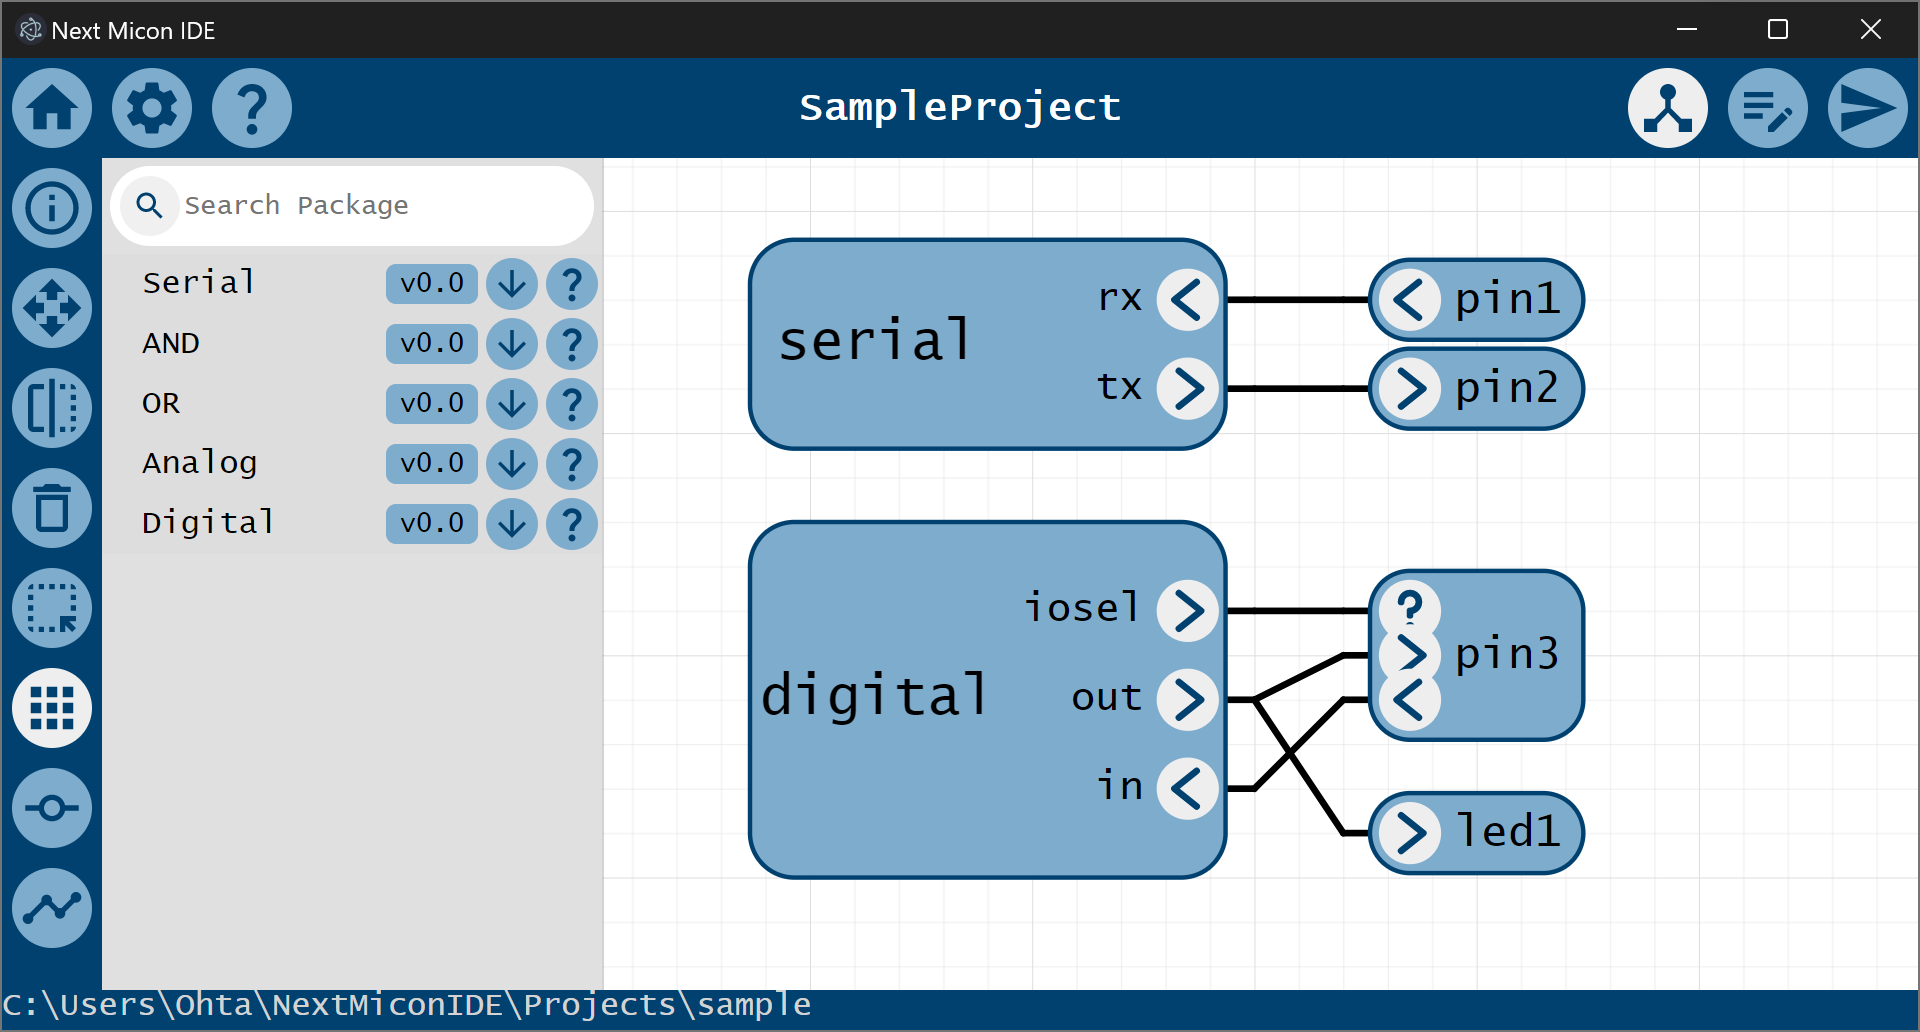 Next Micon IDE
SampleProject
Search Package
Serial v0.0 ?
AND v0.0 ?
OR v0.0 ?
Analog v0.0 ?
Digital v0.0 ?
serial
rx
tx
pin1
pin2
digital
iosel
out
in
?
pin3
led1
C:\Users\Ohta\NextMiconIDE\Projects\sample